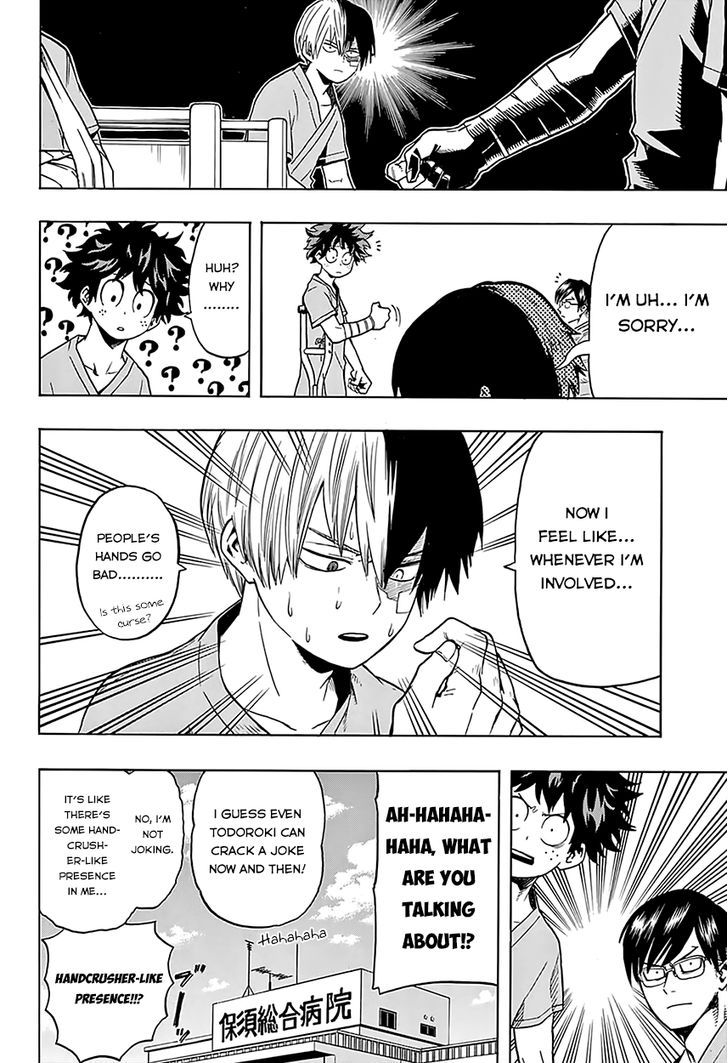 I'M UH... I'M
SORRY...
HUH?
WHY
........
? ? ? ? ? ? ? ? ? ?
NOW I
FEEL LIKE...
WHENEVER I'M
INVOLVED...
PEOPLE'S
HANDS GO
BAD..........
Is this some
curse?
AH-HAHAHA-
HAHA, WHAT
ARE YOU
TALKING
ABOUT!?
I GUESS EVEN
TODOROKI CAN
CRACK A JOKE
NOW AND THEN!
Hahahaha
NO, I'M
NOT
JOKING.
IT'S LIKE
THERE'S
SOME HAND-
CRUSH-
ER-LIKE
PRESENCE
IN ME...
HANDCRUSHER-LIKE
PRESENCE!!?
保須総合病院